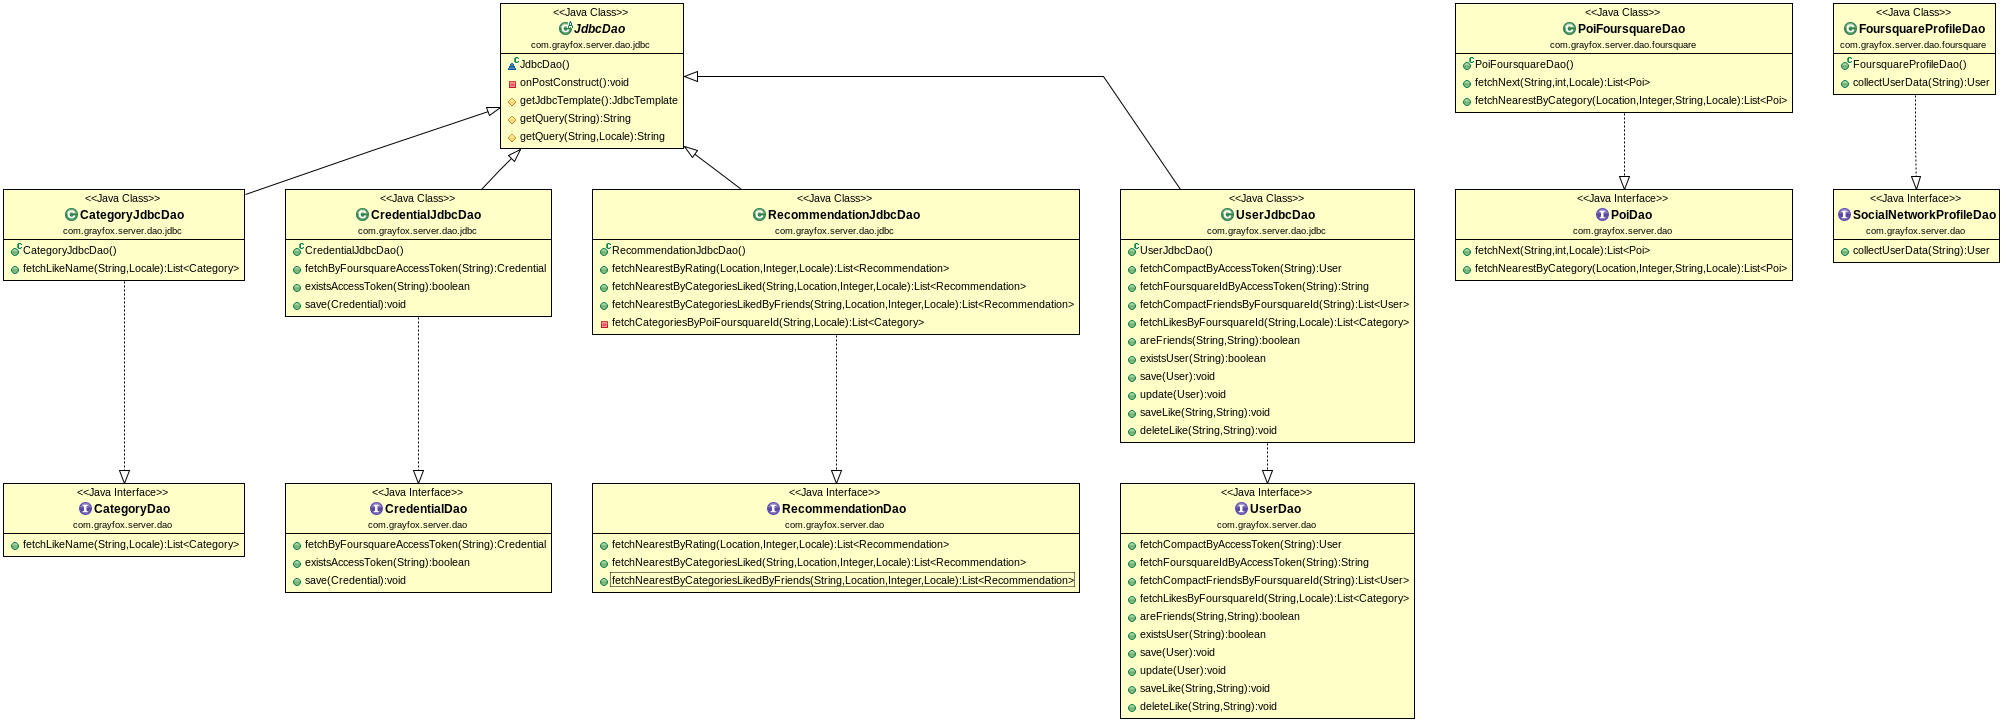 <<Java Class>>
JdbcDao
com.grayfox.server.dao.jdbc
JdbcDao()
onPostConstruct():void
getJdbcTemplate():JdbcTemplate
getQuery(String):String
getQuery(String,Locale):String
<<Java Class>>
PoiFoursquareDao
com.grayfox.server.dao.foursquare
PoiFoursquareDao()
fetchNext(String,int,Locale):List<Poi>
fetchNearestByCategory(Location,Integer,String,Locale):List<Poi>
<<Java Class>>
FoursquareProfileDao
com.grayfox.server.dao.foursquare
FoursquareProfileDao()
collectUserData(String):User
<<Java Class>>
CategoryJdbcDao
com.grayfox.server.dao.jdbc
CategoryJdbcDao()
fetchLikeName(String,Locale):List<Category>
<<Java Class>>
CredentialJdbcDao
com.grayfox.server.dao.jdbc
CredentialJdbcDao()
fetchByFoursquareAccessToken(String):Credential
existsAccessToken(String):boolean
save(Credential):void
<<Java Class>>
RecommendationJdbcDao
com.grayfox.server.dao.jdbc
RecommendationJdbcDao()
fetchNearestByRating(Location,Integer,Locale):List<Recommendation>
fetchNearestByCategoriesLiked(String,Location,Integer,Locale):List<Recommendation>
fetchNearestByCategoriesLikedByFriends(String,Location,Integer,Locale):List<Recommendation>
fetchCategoriesByPoiFoursquareId(String,Locale):List<Category>
<<Java Class>>
UserJdbcDao
com.grayfox.server.dao.jdbc
UserJdbcDao()
fetchCompactByAccessToken(String):User
fetchFoursquareIdByAccessToken(String):String
fetchCompactFriendsByFoursquareId(String):List<User>
fetchLikesByFoursquareId(String,Locale):List<Category>
areFriends(String,String):boolean
existsUser(String):boolean
save(User):void
update(User):void
saveLike(String,String):void
deleteLike(String,String):void
<<Java Interface>>
PoiDao
com.grayfox.server.dao
fetchNext(String,int,Locale):List<Poi>
fetchNearestByCategory(Location,Integer,String,Locale):List<Poi>
<<Java Interface>>
SocialNetworkProfileDao
com.grayfox.server.dao
collectUserData(String):User
<<Java Interface>>
CategoryDao
com.grayfox.server.dao
fetchLikeName(String,Locale):List<Category>
<<Java Interface>>
CredentialDao
com.grayfox.server.dao
fetchByFoursquareAccessToken(String):Credential
existsAccessToken(String):boolean
save(Credential):void
<<Java Interface>>
RecommendationDao
com.grayfox.server.dao
fetchNearestByRating(Location,Integer,Locale):List<Recommendation>
fetchNearestByCategoriesLiked(String,Location,Integer,Locale):List<Recommendation>
fetchNearestByCategoriesLikedByFriends(String,Location,Integer,Locale):List<Recommendation>
<<Java Interface>>
UserDao
com.grayfox.server.dao
fetchCompactByAccessToken(String):User
fetchFoursquareIdByAccessToken(String):String
fetchCompactFriendsByFoursquareId(String):List<User>
fetchLikesByFoursquareId(String,Locale):List<Category>
areFriends(String,String):boolean
existsUser(String):boolean
save(User):void
update(User):void
saveLike(String,String):void
deleteLike(String,String):void